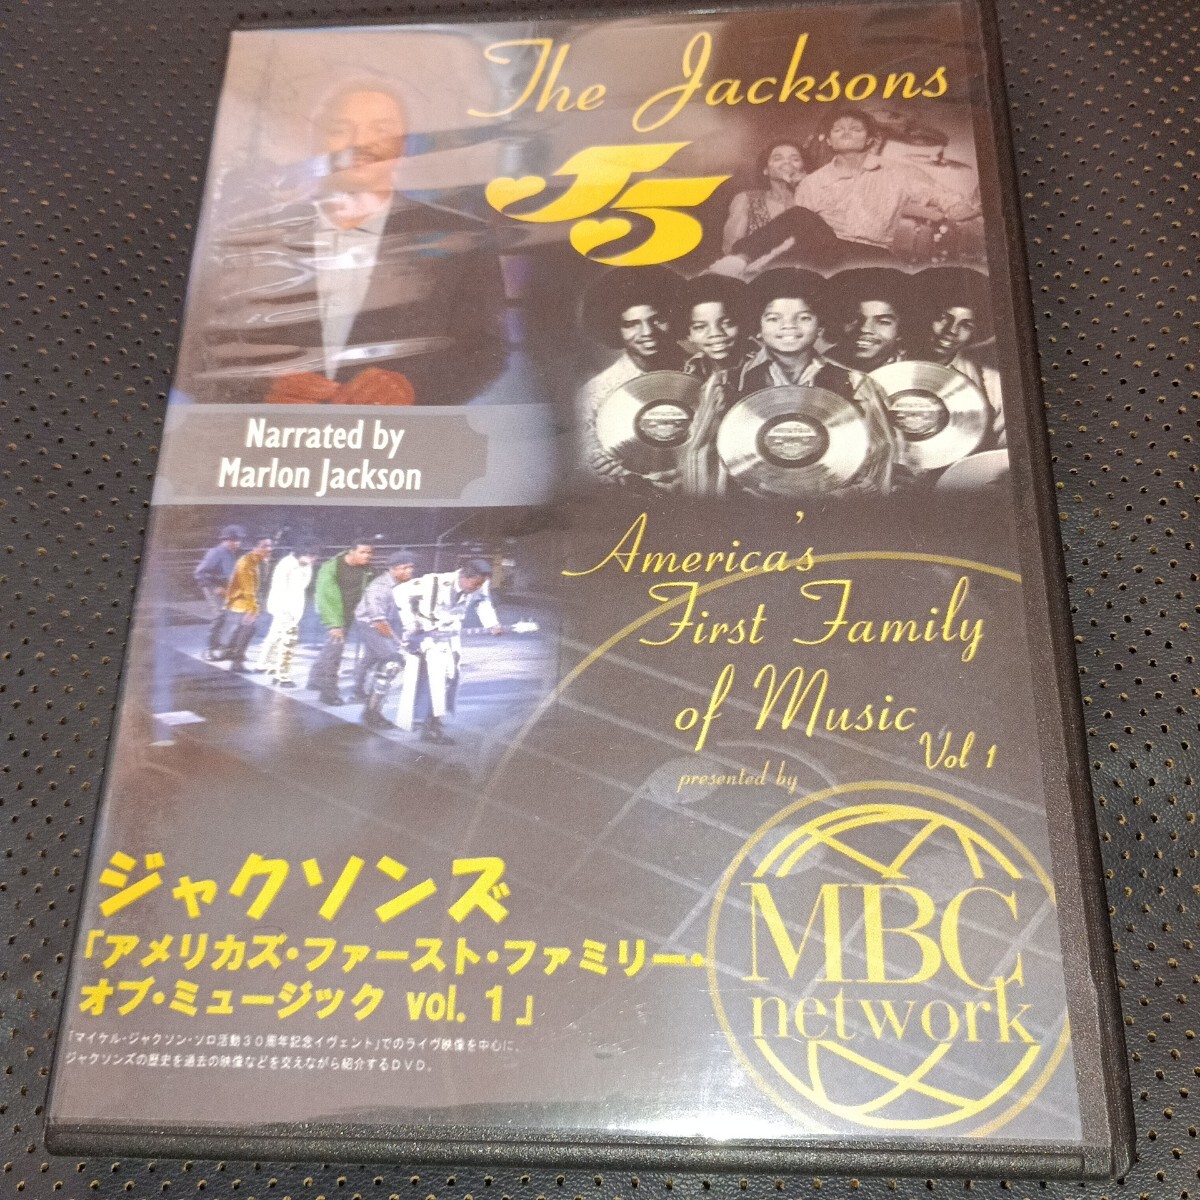 The Jacksons
J5
Narrated by
Marlon Jackson
America's
First Family
of Music
Vol 1
presented by
MBC
network
ジャクソンズ
「アメリカズ・ファースト・ファミリー・
オブ・ミュージック vol. 1」
「マイケル・ジャクソン・ソロ活動30周年記念イヴェント」でのライヴ映像を中心に、
ジャクソンズの歴史を過去の映像などを交えながら紹介するDVD。